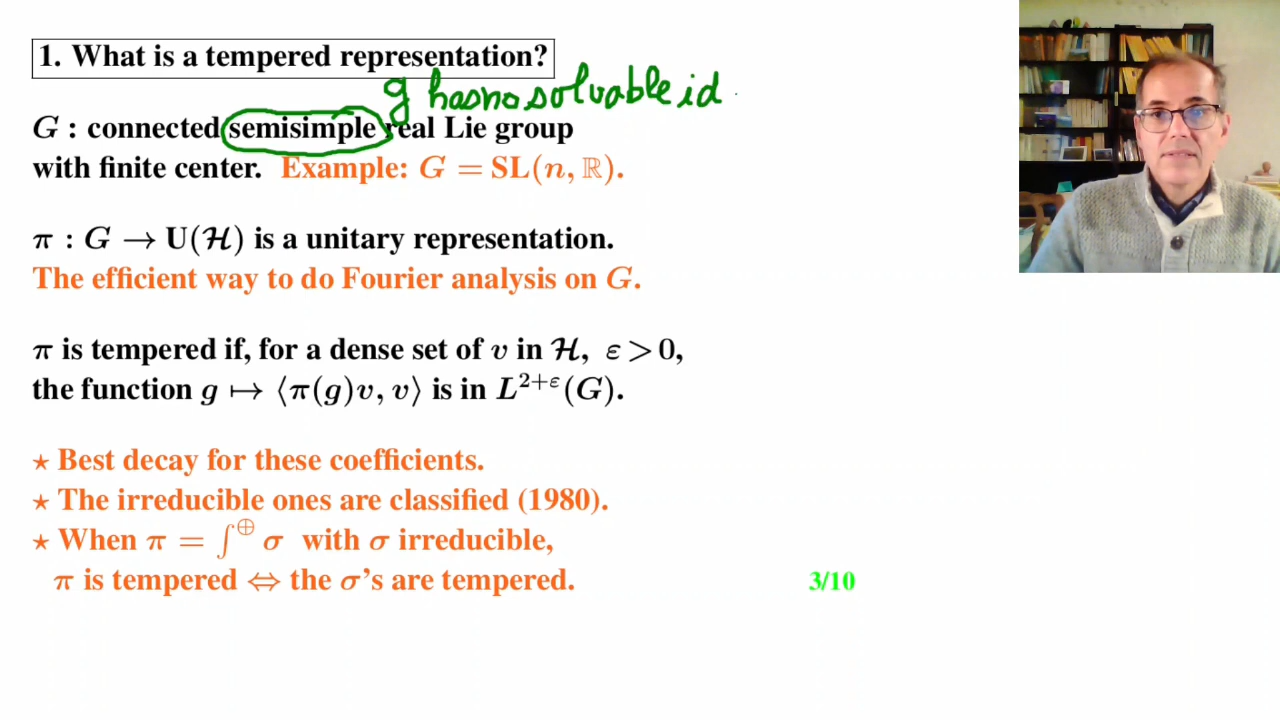 1. What is a tempered representation?
g has no solvable id
G : connected semisimple real Lie group
with finite center. Example: G = SL(n, ℝ).
π : G → U(ℋ) is a unitary representation.
The efficient way to do Fourier analysis on G.
π is tempered if, for a dense set of v in ℋ, ε > 0,
the function g ↦ ⟨π(g)v, v⟩ is in L²⁺ᵋ(G).
⋆ Best decay for these coefficients.
⋆ The irreducible ones are classified (1980).
⋆ When π = ∫^⊕ σ with σ irreducible,
π is tempered ⇔ the σ's are tempered.
3/10